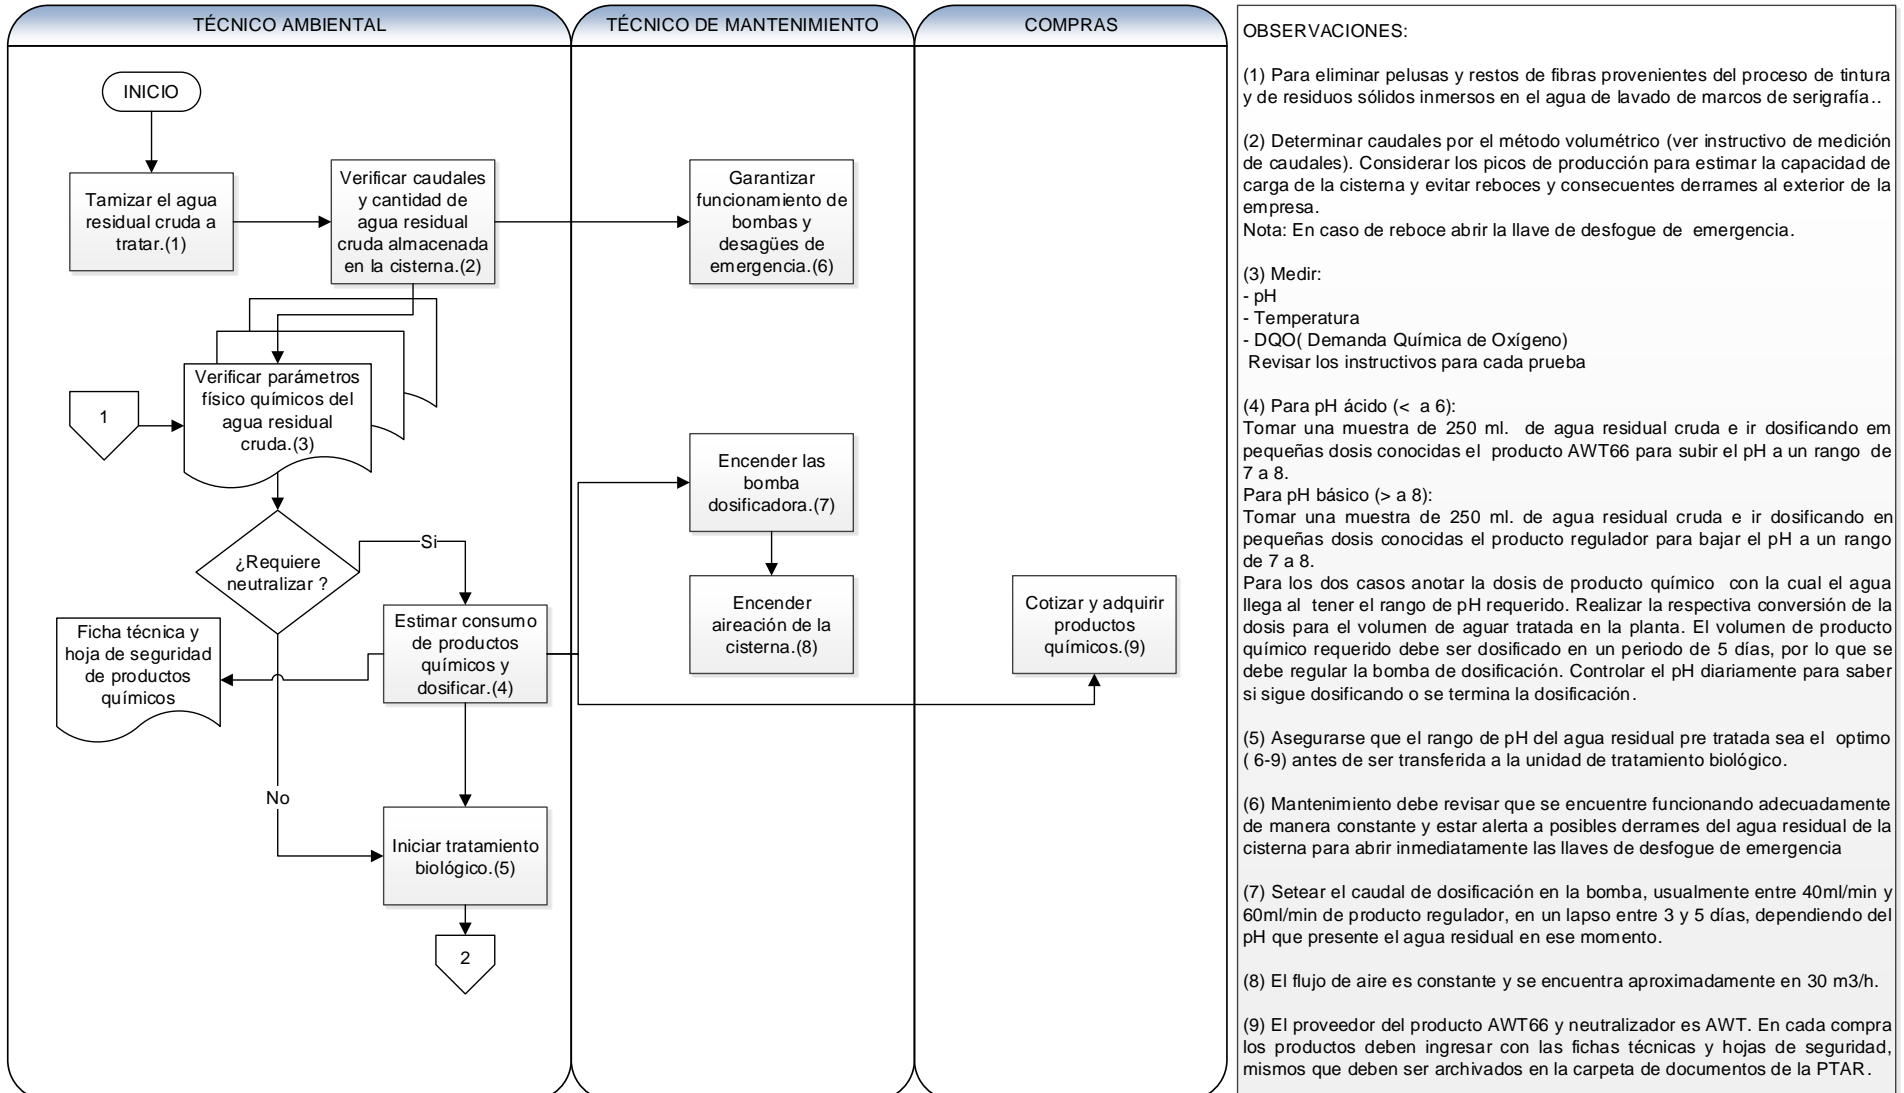 TÉCNICO AMBIENTAL
TÉCNICO DE MANTENIMIENTO
COMPRAS
INICIO
Tamizar el agua
residual cruda a
tratar.(1)
Verificar caudales
y cantidad de
agua residual
cruda almacenada
en la cisterna.(2)
Garantizar
funcionamiento de
bombas y
desagües de
emergencia.(6)
Verificar parámetros
físico químicos del
agua residual
cruda.(3)
1
¿Requiere
neutralizar ?
Si
No
Encender las
bomba
dosificadora.(7)
Encender
aireación de la
cisterna.(8)
Cotizar y adquirir
productos
químicos.(9)
Estimar consumo
de productos
químicos y
dosificar.(4)
Ficha técnica y
hoja de seguridad
de productos
químicos
Iniciar tratamiento
biológico.(5)
2
OBSERVACIONES:
(1) Para eliminar pelusas y restos de fibras provenientes del proceso de tintura
y de residuos sólidos inmersos en el agua de lavado de marcos de serigrafía..
(2) Determinar caudales por el método volumétrico (ver instructivo de medición
de caudales). Considerar los picos de producción para estimar la capacidad de
carga de la cisterna y evitar reboces y consecuentes derrames al exterior de la
empresa.
Nota: En caso de reboce abrir la llave de desfogue de emergencia.
(3) Medir:
- pH
- Temperatura
- DQO( Demanda Química de Oxígeno)
Revisar los instructivos para cada prueba
(4) Para pH ácido (< a 6):
Tomar una muestra de 250 ml. de agua residual cruda e ir dosificando em
pequeñas dosis conocidas el producto AWT66 para subir el pH a un rango de
7 a 8.
Para pH básico (> a 8):
Tomar una muestra de 250 ml. de agua residual cruda e ir dosificando en
pequeñas dosis conocidas el producto regulador para bajar el pH a un rango
de 7 a 8.
Para los dos casos anotar la dosis de producto químico con la cual el agua
llega al tener el rango de pH requerido. Realizar la respectiva conversión de la
dosis para el volumen de aguar tratada en la planta. El volumen de producto
químico requerido debe ser dosificado en un periodo de 5 días, por lo que se
debe regular la bomba de dosificación. Controlar el pH diariamente para saber
si sigue dosificando o se termina la dosificación.
(5) Asegurarse que el rango de pH del agua residual pre tratada sea el optimo
( 6-9) antes de ser transferida a la unidad de tratamiento biológico.
(6) Mantenimiento debe revisar que se encuentre funcionando adecuadamente
de manera constante y estar alerta a posibles derrames del agua residual de la
cisterna para abrir inmediatamente las llaves de desfogue de emergencia
(7) Setear el caudal de dosificación en la bomba, usualmente entre 40ml/min y
60ml/min de producto regulador, en un lapso entre 3 y 5 días, dependiendo del
pH que presente el agua residual en ese momento.
(8) El flujo de aire es constante y se encuentra aproximadamente en 30 m3/h.
(9) El proveedor del producto AWT66 y neutralizador es AWT. En cada compra
los productos deben ingresar con las fichas técnicas y hojas de seguridad,
mismos que deben ser archivados en la carpeta de documentos de la PTAR.